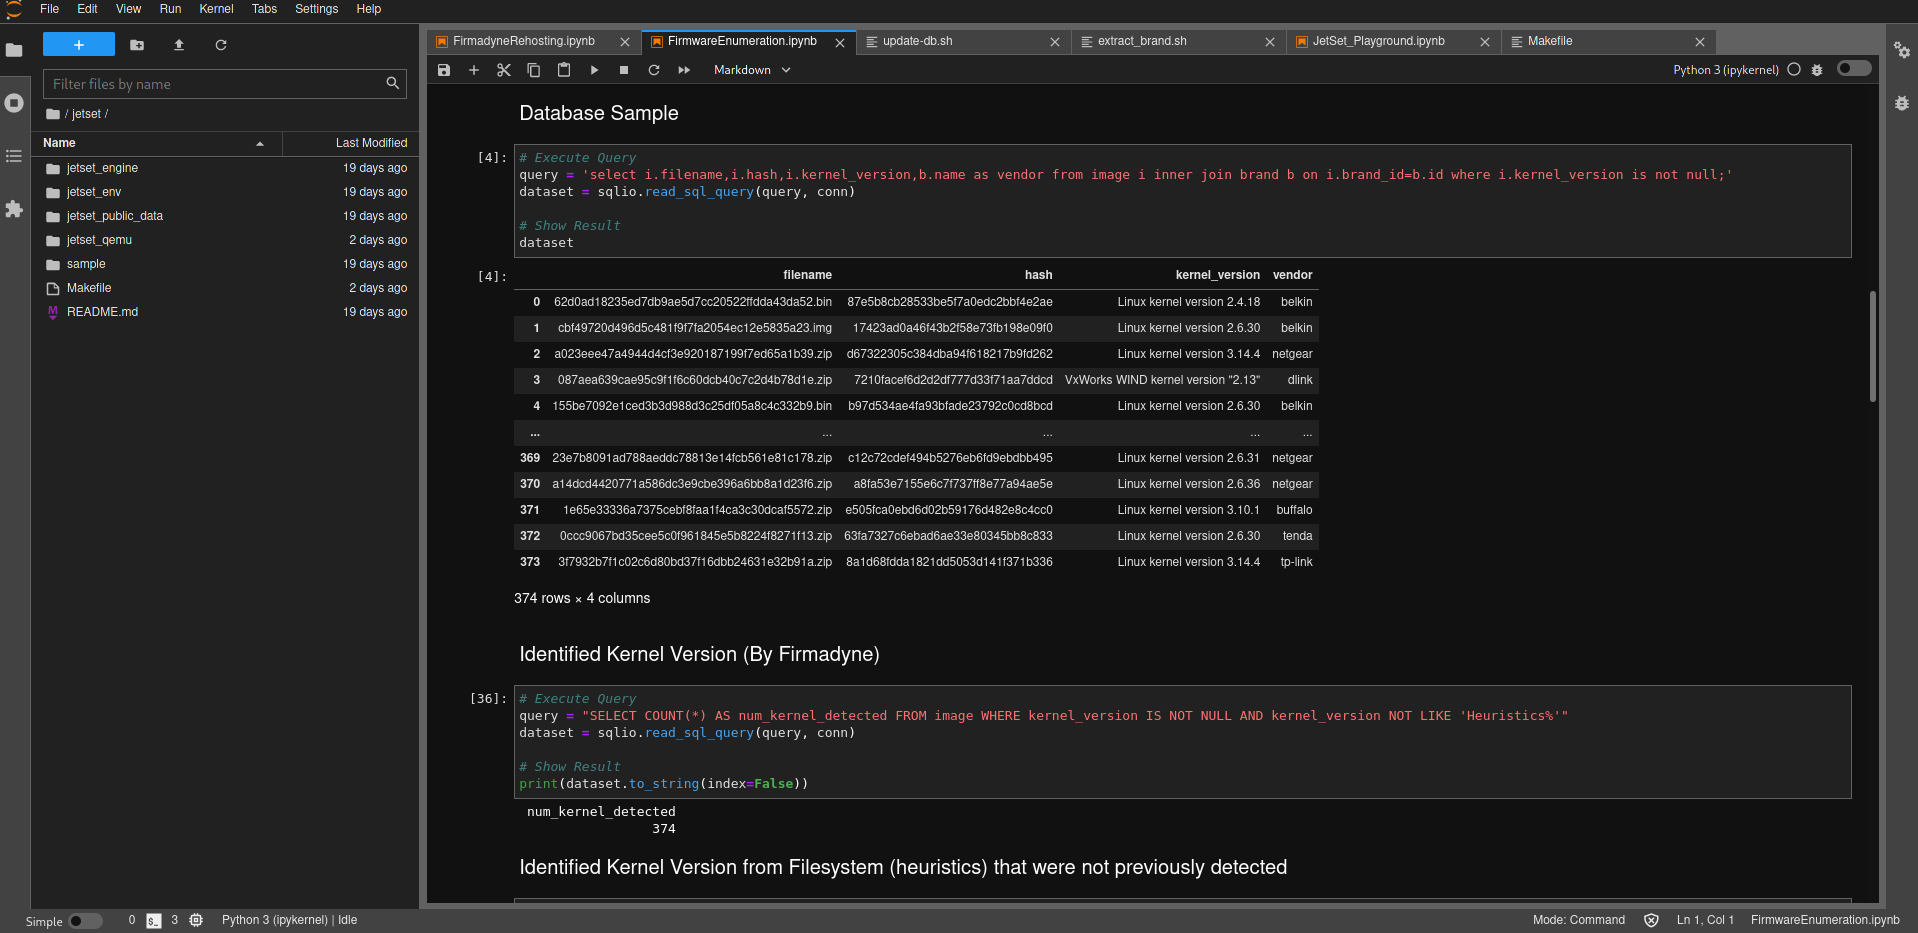 File Edit View Run Kernel Tabs Settings Help
FirmadyneRehosting.ipynb FirmwareEnumeration.ipynb update-db.sh extract_brand.sh JetSet_Playground.ipynb Makefile
Markdown Python 3 (ipykernel)
Filter files by name
/ jetset /
Name Last Modified
jetset_engine 19 days ago
jetset_env 19 days ago
jetset_public_data 19 days ago
jetset_qemu 2 days ago
sample 19 days ago
Makefile 2 days ago
README.md 19 days ago
Database Sample
[4]:
# Execute Query
query = 'select i.filename,i.hash,i.kernel_version,b.name as vendor from image i inner join brand b on i.brand_id=b.id where i.kernel_version is not null;'
dataset = sqlio.read_sql_query(query, conn)
# Show Result
dataset
[4]:
filename hash kernel_version vendor
0 62d0ad18235ed7db9ae5d7cc20522ffdda43da52.bin 87e5b8cb28533be5f7a0edc2bbf4e2ae Linux kernel version 2.4.18 belkin
1 cbf49720d496d5c481f9f7fa2054ec12e5835a23.img 17423ad0a46f43b2f58e73fb198e09f0 Linux kernel version 2.6.30 belkin
2 a023eee47a4944d4cf3e920187199f7ed65a1b39.zip d67322305c384dba94f618217b9fd262 Linux kernel version 3.14.4 netgear
3 087aea639cae95c9f1f6c60dcb40c7c2d4b78d1e.zip 7210facef6d2d2df777d33f71aa7ddcd VxWorks WIND kernel version "2.13" dlink
4 155be7092e1ced3b3d988d3c25df05a8c4c332b9.bin b97d534ae4fa93bfade23792c0cd8bcd Linux kernel version 2.6.30 belkin
... ... ... ... ...
369 23e7b8091ad788aeddc78813e14fcb561e81c178.zip c12c72cdef494b5276eb6fd9ebdbb495 Linux kernel version 2.6.31 netgear
370 a14dcd4420771a586dc3e9cbe396a6bb8a1d23f6.zip a8fa53e7155e6c7f737ff8e77a94ae5e Linux kernel version 2.6.36 netgear
371 1e65e33336a7375cebf8faa1f4ca3c30dcaf5572.zip e505fca0ebd6d02b59176d482e8c4cc0 Linux kernel version 3.10.1 buffalo
372 0ccc9067bd35cee5c0f961845e5b8224f8271f13.zip 63fa7327c6ebad6ae33e80345bb8c833 Linux kernel version 2.6.30 tenda
373 3f7932b7f1c02c6d80bd37f16dbb24631e32b91a.zip 8a1d68fdda1821dd5053d141f371b336 Linux kernel version 3.14.4 tp-link
374 rows × 4 columns
Identified Kernel Version (By Firmadyne)
[36]:
# Execute Query
query = "SELECT COUNT(*) AS num_kernel_detected FROM image WHERE kernel_version IS NOT NULL AND kernel_version NOT LIKE 'Heuristics%'"
dataset = sqlio.read_sql_query(query, conn)
# Show Result
print(dataset.to_string(index=False))
num_kernel_detected
374
Identified Kernel Version from Filesystem (heuristics) that were not previously detected
Simple 0 $_ 3 Python 3 (ipykernel) | Idle Mode: Command Ln 1, Col 1 FirmwareEnumeration.ipynb